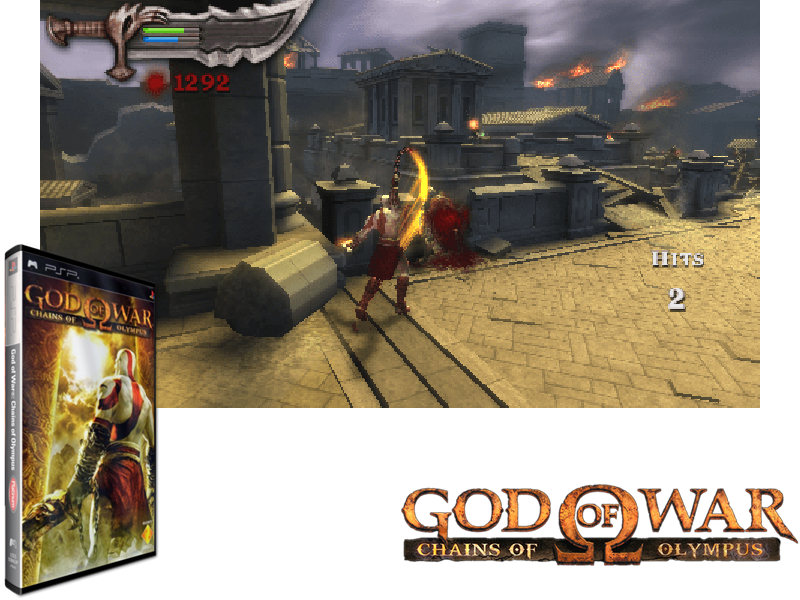 1292
HITS
2
PSP
GOD OF WAR
CHAINS OF OLYMPUS
God of War®: Chains of Olympus
Platinum
GOD OF WAR
CHAINS OF OLYMPUS